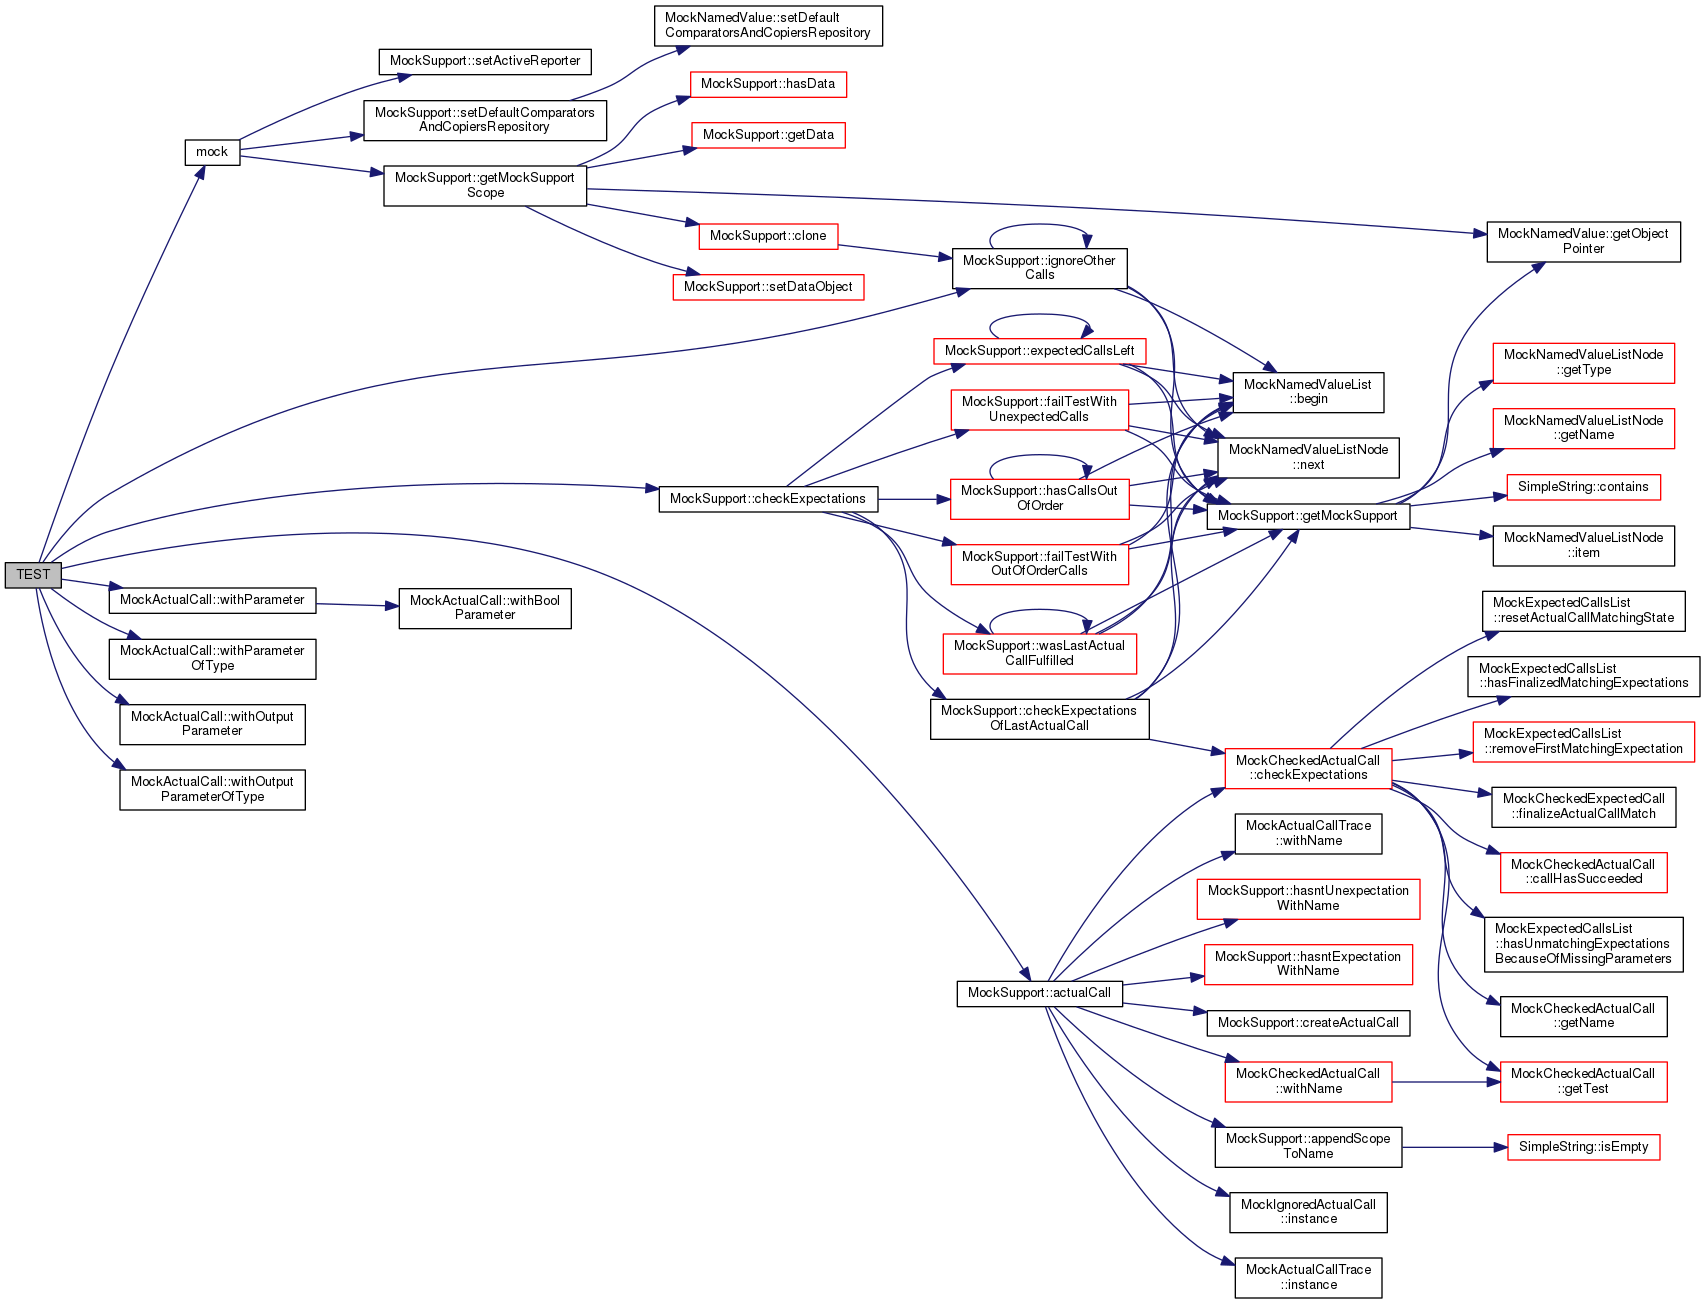 MockNamedValue::setDefault
ComparatorsAndCopiersRepository
MockSupport::setActiveReporter
MockSupport::hasData
MockSupport::setDefaultComparators
AndCopiersRepository
MockSupport::getData
mock
MockSupport::getMockSupport
Scope
MockSupport::clone
MockNamedValue::getObject
Pointer
MockSupport::ignoreOther
Calls
MockSupport::setDataObject
MockSupport::expectedCallsLeft
MockNamedValueListNode
::getType
MockNamedValueList
::begin
MockSupport::failTestWith
UnexpectedCalls
MockNamedValueListNode
::getName
MockNamedValueListNode
::next
MockSupport::checkExpectations
MockSupport::hasCallsOut
OfOrder
SimpleString::contains
MockSupport::getMockSupport
MockNamedValueListNode
::item
MockSupport::failTestWith
OutOfOrderCalls
TEST
MockActualCall::withParameter
MockActualCall::withBool
Parameter
MockExpectedCallsList
::resetActualCallMatchingState
MockActualCall::withParameter
OfType
MockSupport::wasLastActual
CallFulfilled
MockExpectedCallsList
::hasFinalizedMatchingExpectations
MockActualCall::withOutput
Parameter
MockSupport::checkExpectations
OfLastActualCall
MockExpectedCallsList
::removeFirstMatchingExpectation
MockCheckedActualCall
::checkExpectations
MockActualCall::withOutput
ParameterOfType
MockCheckedExpectedCall
::finalizeActualCallMatch
MockActualCallTrace
::withName
MockCheckedActualCall
::callHasSucceeded
MockSupport::hasntUnexpectation
WithName
MockExpectedCallsList
::hasUnmatchingExpectations
BecauseOfMissingParameters
MockSupport::hasntExpectation
WithName
MockSupport::actualCall
MockCheckedActualCall
::getName
MockSupport::createActualCall
MockCheckedActualCall
::withName
MockCheckedActualCall
::getTest
MockSupport::appendScope
ToName
SimpleString::isEmpty
MockIgnoredActualCall
::instance
MockActualCallTrace
::instance